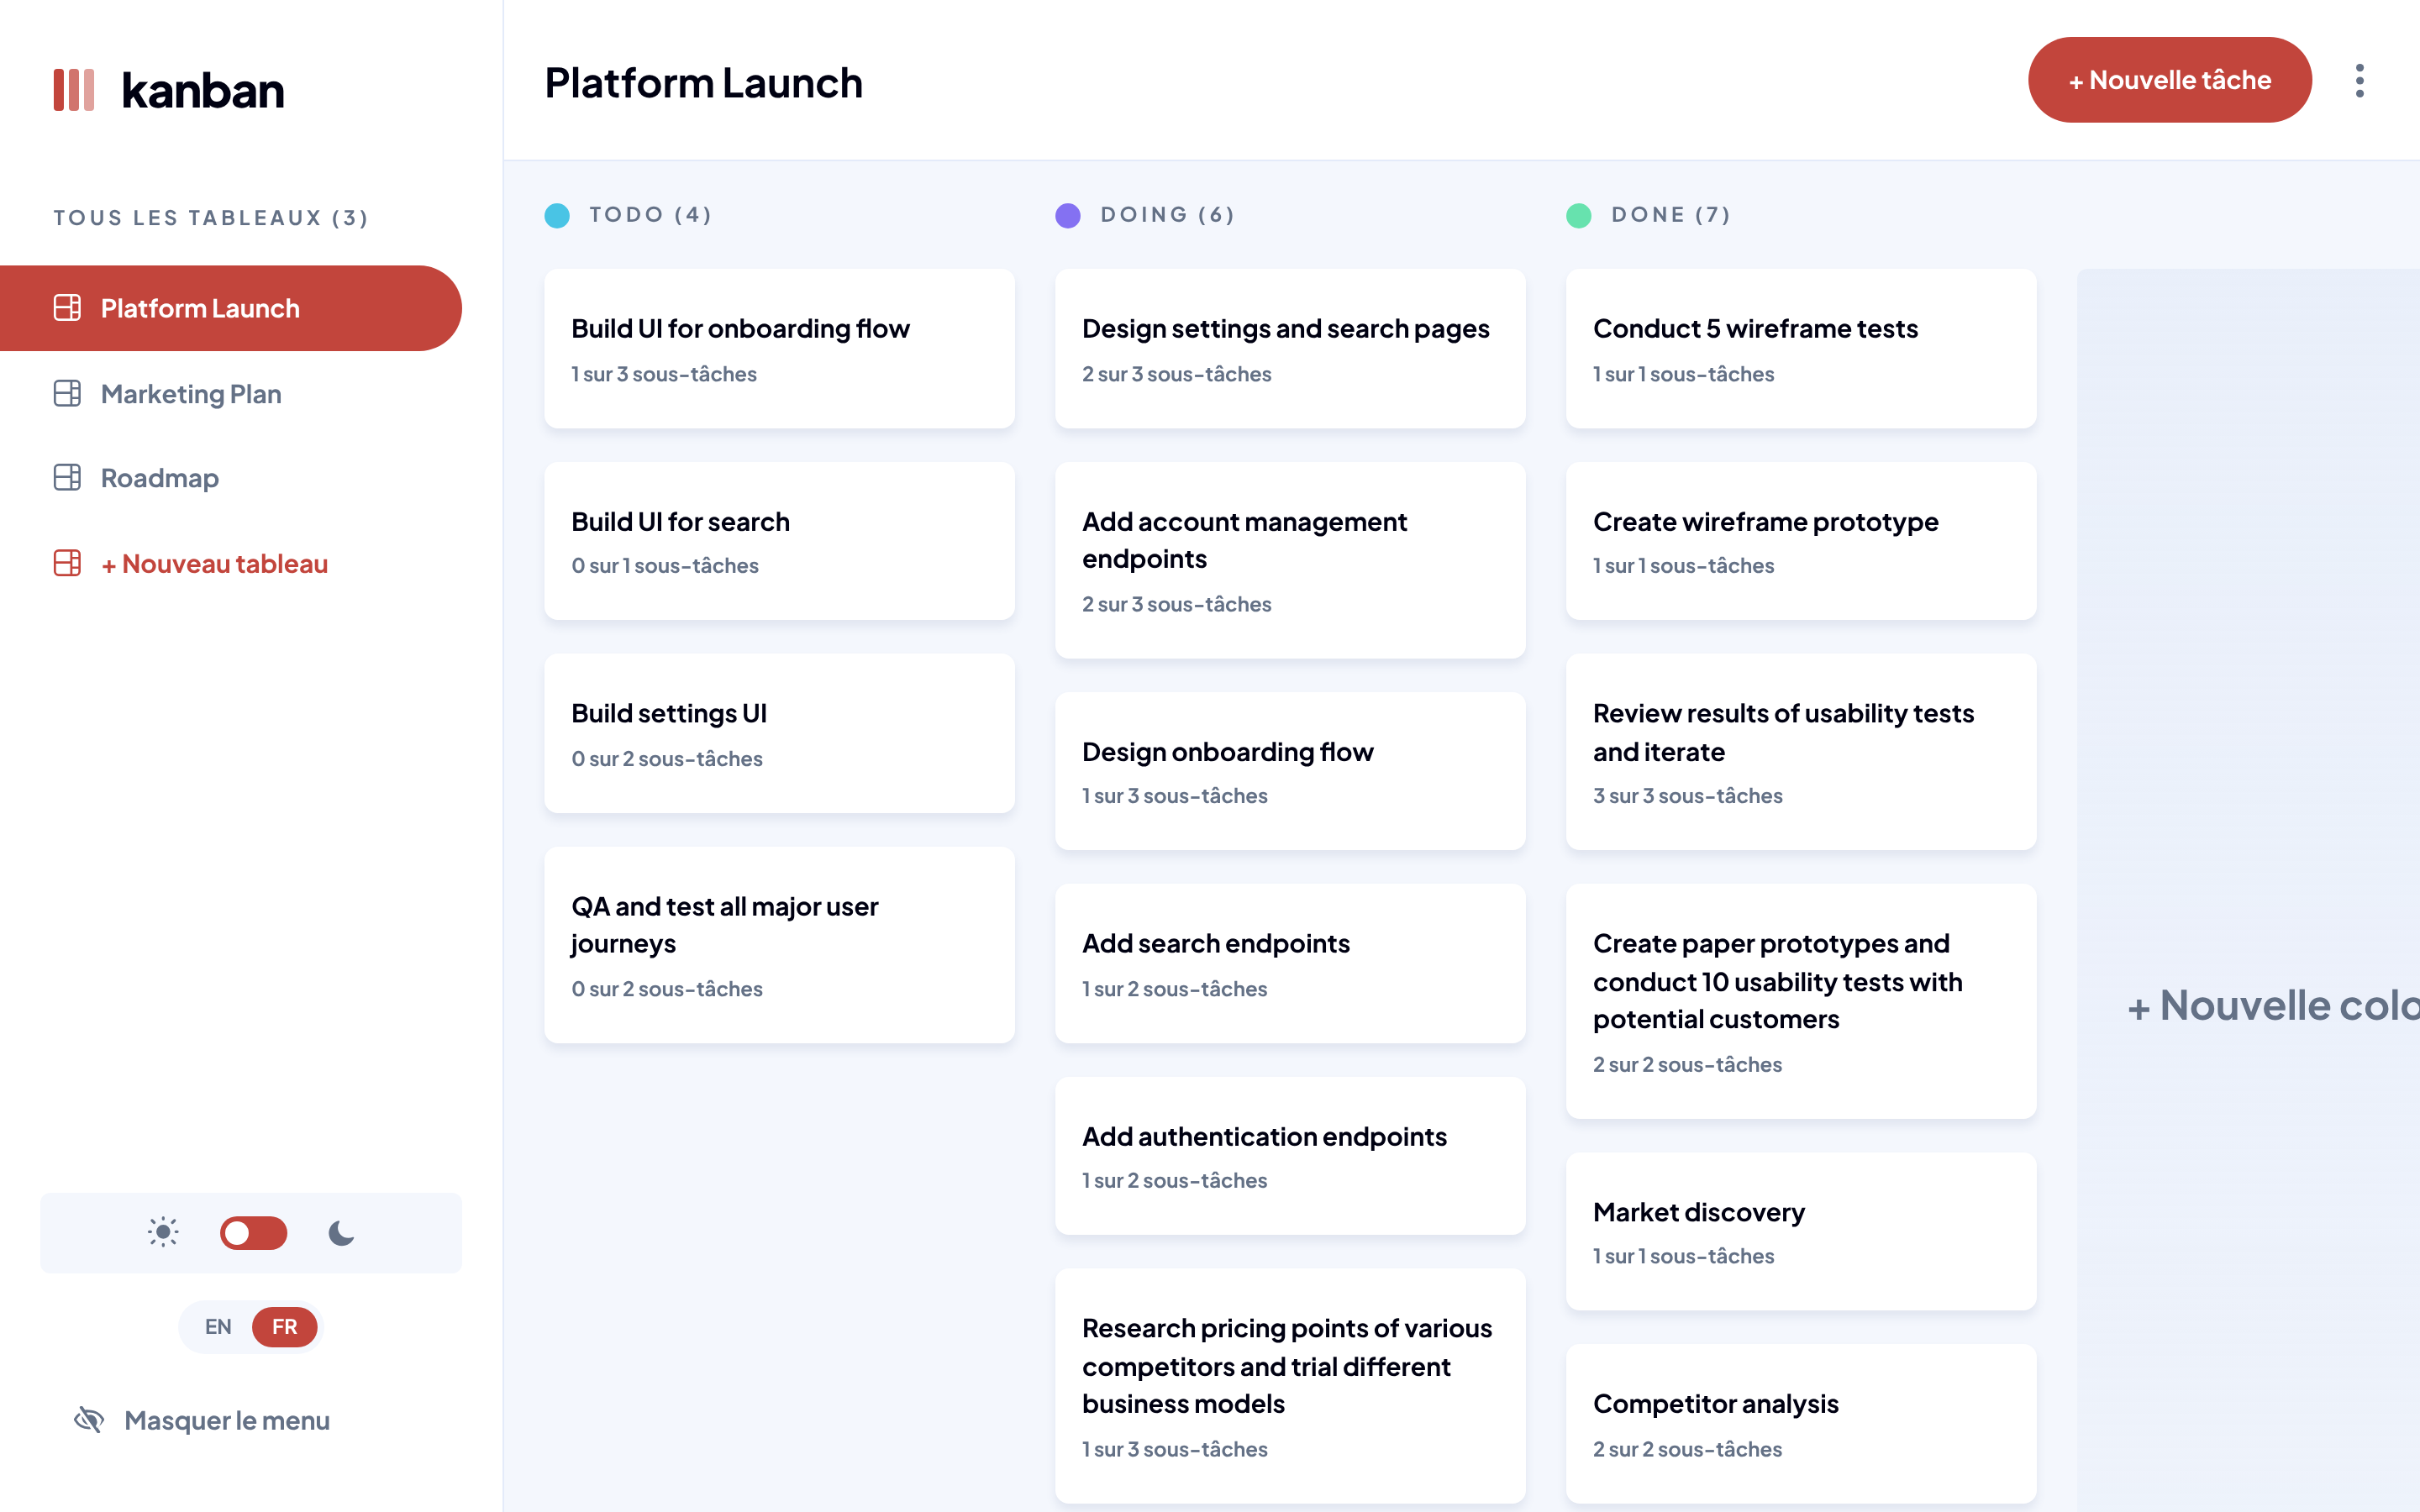 kanban
TOUS LES TABLEAUX (3)
Platform Launch
Marketing Plan
Roadmap
+ Nouveau tableau
EN
FR
Masquer le menu
Platform Launch
+ Nouvelle tâche
TODO (4)
Build UI for onboarding flow
1 sur 3 sous-tâches
Build UI for search
0 sur 1 sous-tâches
Build settings UI
0 sur 2 sous-tâches
QA and test all major user
journeys
0 sur 2 sous-tâches
DOING (6)
Design settings and search pages
2 sur 3 sous-tâches
Add account management
endpoints
2 sur 3 sous-tâches
Design onboarding flow
1 sur 3 sous-tâches
Add search endpoints
1 sur 2 sous-tâches
Add authentication endpoints
1 sur 2 sous-tâches
Research pricing points of various
competitors and trial different
business models
1 sur 3 sous-tâches
DONE (7)
Conduct 5 wireframe tests
1 sur 1 sous-tâches
Create wireframe prototype
1 sur 1 sous-tâches
Review results of usability tests
and iterate
3 sur 3 sous-tâches
Create paper prototypes and
conduct 10 usability tests with
potential customers
2 sur 2 sous-tâches
Market discovery
1 sur 1 sous-tâches
Competitor analysis
2 sur 2 sous-tâches
+ Nouvelle colo